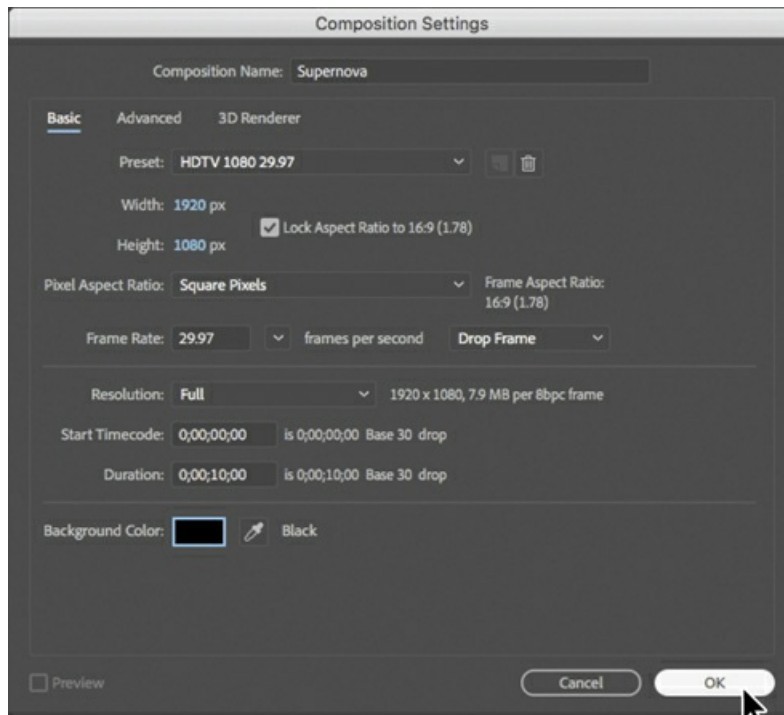 Composition Settings
Composition Name: Supernova
Basic Advanced 3D Renderer
Preset: HDTV 1080 29.97
Width: 1920 px
Lock Aspect Ratio to 16:9 (1.78)
Height: 1080 px
Pixel Aspect Ratio: Square Pixels
Frame Aspect Ratio:
16:9 (1.78)
Frame Rate: 29.97 frames per second Drop Frame
Resolution: Full 1920 x 1080, 7.9 MB per 8bpc frame
Start Timecode: 0;00;00;00 is 0;00;00;00 Base 30 drop
Duration: 0;00;10;00 is 0;00;10;00 Base 30 drop
Background Color: Black
Preview Cancel OK